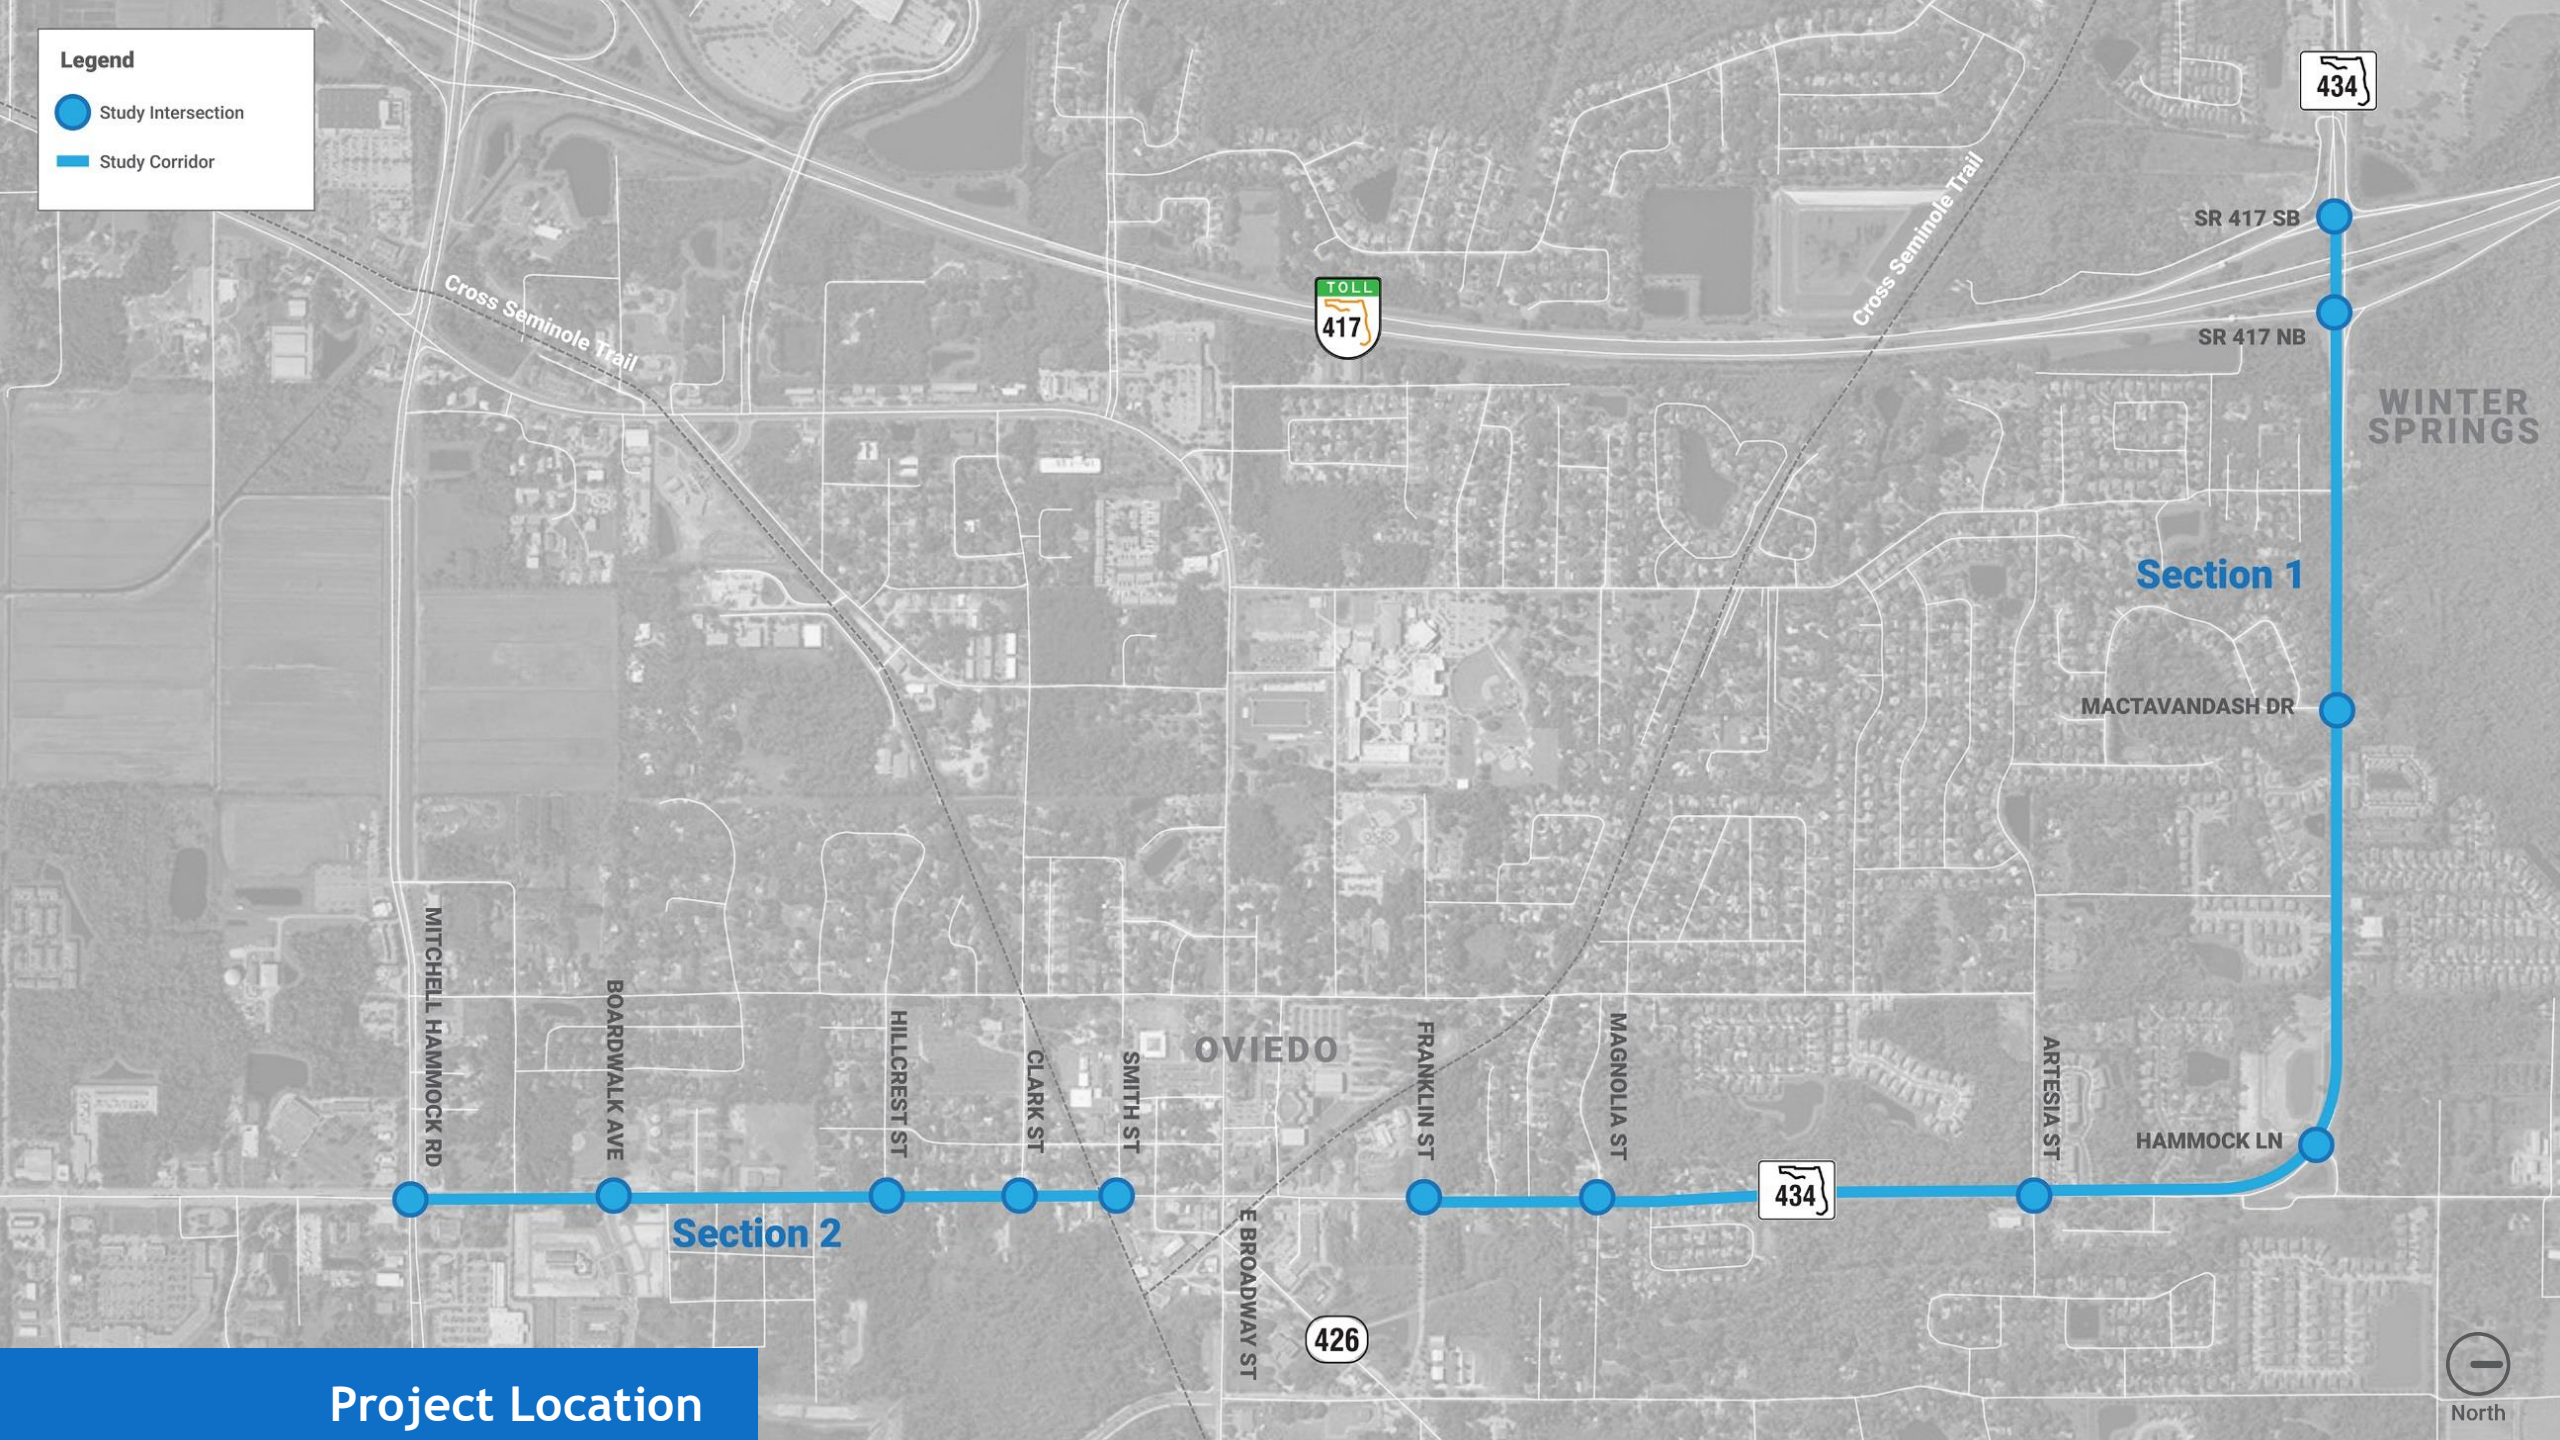 Legend
Study Intersection
Study Corridor
434
SR 417 SB
SR 417 NB
Cross Seminole Trail
Cross Seminole Trail
TOLL
417
WINTER
SPRINGS
Section 1
MACTAVANDASH DR
MITCHELL HAMMOCK RD
BOARDWALK AVE
HILLCREST ST
CLARK ST
SMITH ST
OVIEDO
FRANKLIN ST
MAGNOLIA ST
ARTESIA ST
HAMMOCK LN
434
Section 2
E BROADWAY ST
426
Project Location
North